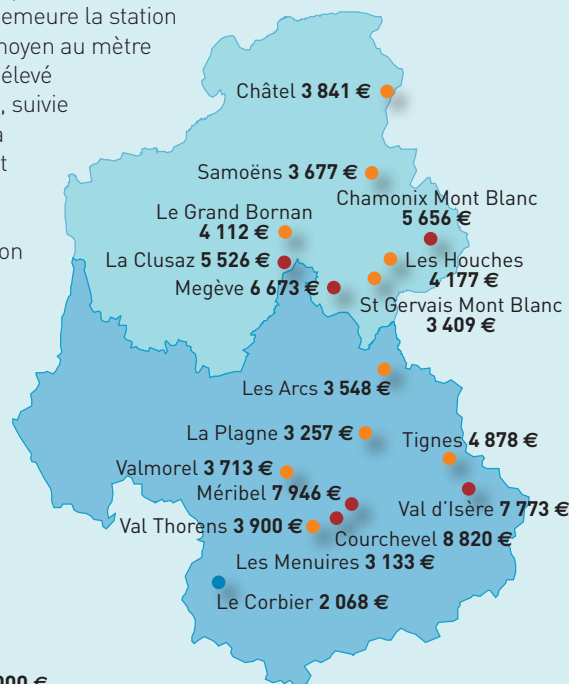 emeure la station
moyen au mètre
élevé
, suivie
a
t
on
Châtel 3 841 €
Samoëns 3 677 €
Chamonix Mont Blanc
5 656 €
Le Grand Bornan
4 112 €
La Clusaz 5 526 €
Les Houches
4 177 €
Megève 6 673 €
St Gervais Mont Blanc
3 409 €
Les Arcs 3 548 €
La Plagne 3 257 €
Tignes 4 878 €
Valmorel 3 713 €
Méribel 7 946 €
Val d'Isère 7 773 €
Val Thorens 3 900 €
Courchevel 8 820 €
Les Menuires 3 133 €
Le Corbier 2 068 €